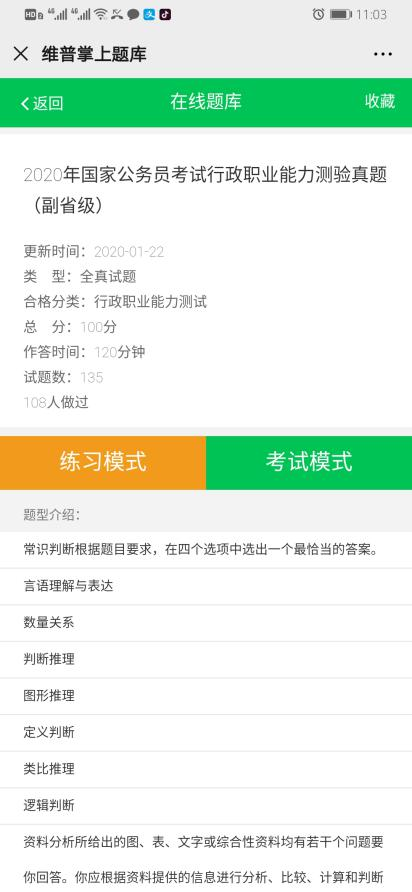 HD 2 4G 4G 11:03
维普掌上题库
返回 在线题库 收藏
2020年国家公务员考试行政职业能力测验真题
（副省级）
更新时间：2020-01-22
类 型：全真试题
合格分类：行政职业能力测试
总 分：100分
作答时间：120分钟
试题数：135
108人做过
练习模式 考试模式
题型介绍：
常识判断根据题目要求，在四个选项中选出一个最恰当的答案。
言语理解与表达
数量关系
判断推理
图形推理
定义判断
类比推理
逻辑判断
资料分析所给出的图、表、文字或综合性资料均有若干个问题要
你回答。你应根据资料提供的信息进行分析、比较、计算和判断